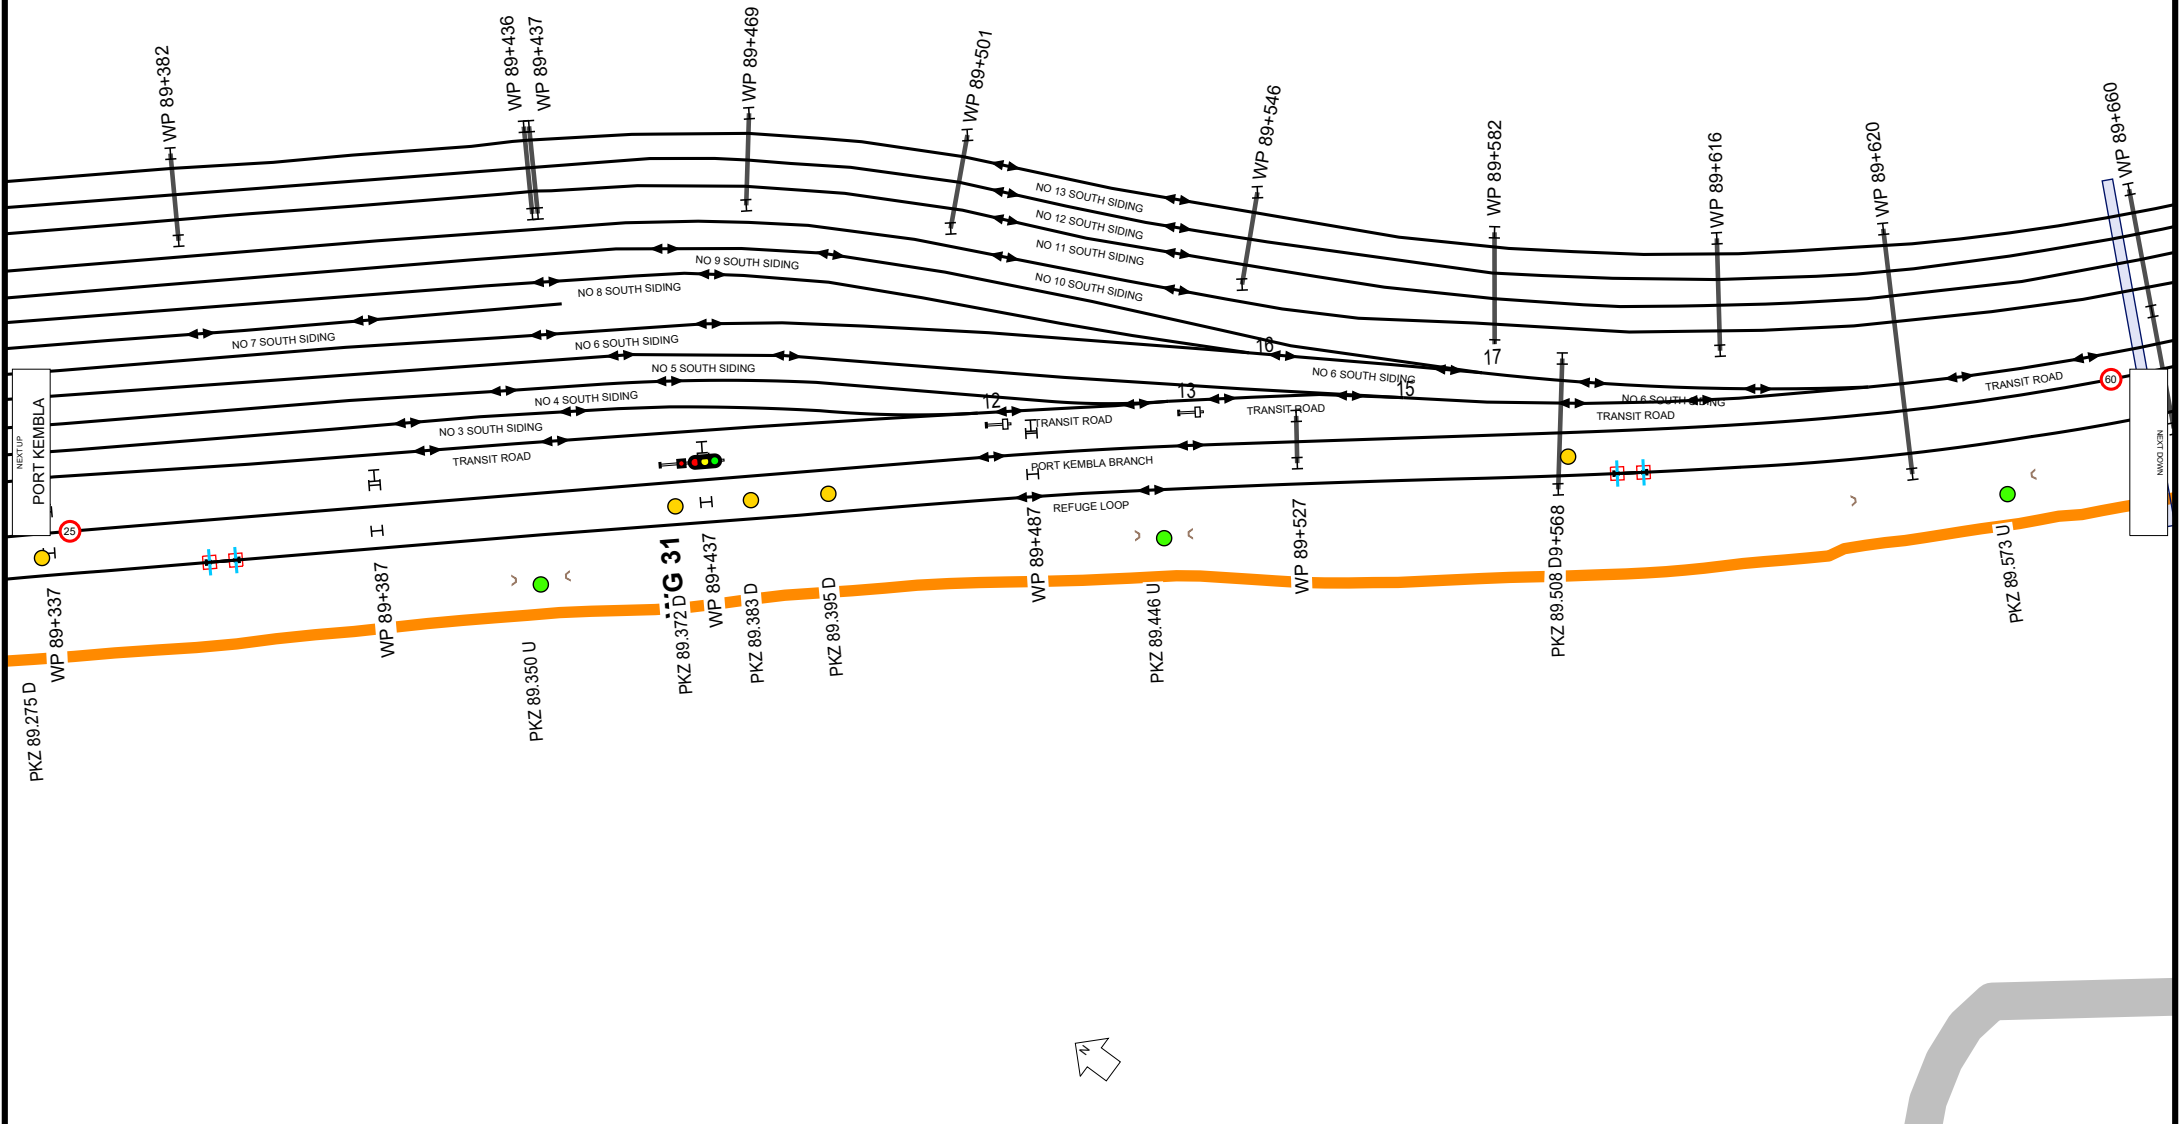 WP 89+382
WP 89+436
WP 89+437
WP 89+469
WP 89+501
WP 89+546
WP 89+582
WP 89+616
WP 89+620
WP 89+660
NO 13 SOUTH SIDING
NO 12 SOUTH SIDING
NO 11 SOUTH SIDING
NO 10 SOUTH SIDING
NO 9 SOUTH SIDING
NO 8 SOUTH SIDING
NO 7 SOUTH SIDING
NO 6 SOUTH SIDING
NO 5 SOUTH SIDING
NO 4 SOUTH SIDING
NO 3 SOUTH SIDING
TRANSIT ROAD
16
17
NO 6 SOUTH SIDING
15
13
12
TRANSIT ROAD
TRANSIT ROAD
NO 6 SOUTH SIDING
TRANSIT ROAD
TRANSIT ROAD
60
NEXT UP
PORT KEMBLA
NEXT DOWN
25
PORT KEMBLA BRANCH
REFUGE LOOP
WP 89+337
WP 89+387
31
WP 89+437
WP 89+487
WP 89+527
D9+568
PKZ 89.275 D
PKZ 89.350 U
PKZ 89.372 D
PKZ 89.383 D
PKZ 89.395 D
PKZ 89.446 U
PKZ 89.508
PKZ 89.573 U
N